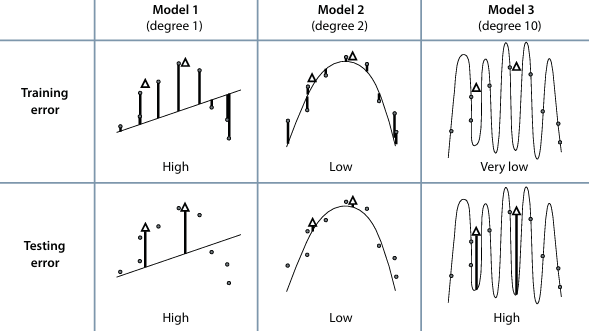 Model 1
(degree 1)
Model 2
(degree 2)
Model 3
(degree 10)
Training
error
High
Low
Very low
Testing
error
High
Low
High